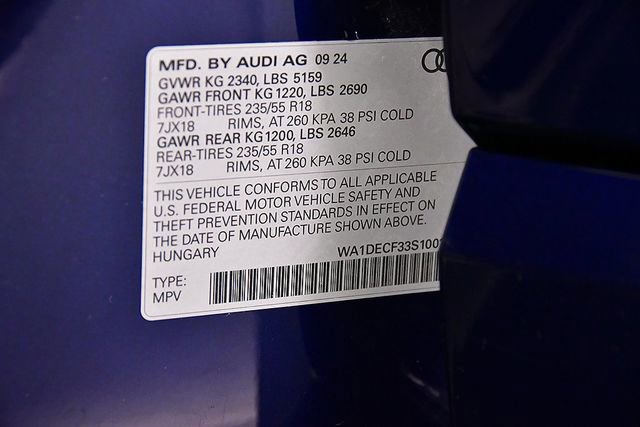 MFD. BY AUDI AG 09 24
GVWR KG 2340, LBS 5159
GAWR FRONT KG 1220, LBS 2690
FRONT-TIRES 235/55 R18
7JX18 RIMS, AT 260 KPA 38 PSI COLD
GAWR REAR KG 1200, LBS 2646
REAR-TIRES 235/55 R18
7JX18 RIMS, AT 260 KPA 38 PSI COLD
THIS VEHICLE CONFORMS TO ALL APPLICABLE
U.S. FEDERAL MOTOR VEHICLE SAFETY AND
THEFT PREVENTION STANDARDS IN EFFECT ON
THE DATE OF MANUFACTURE SHOWN ABOVE.
HUNGARY
WA1DECF33S100
TYPE:
MPV